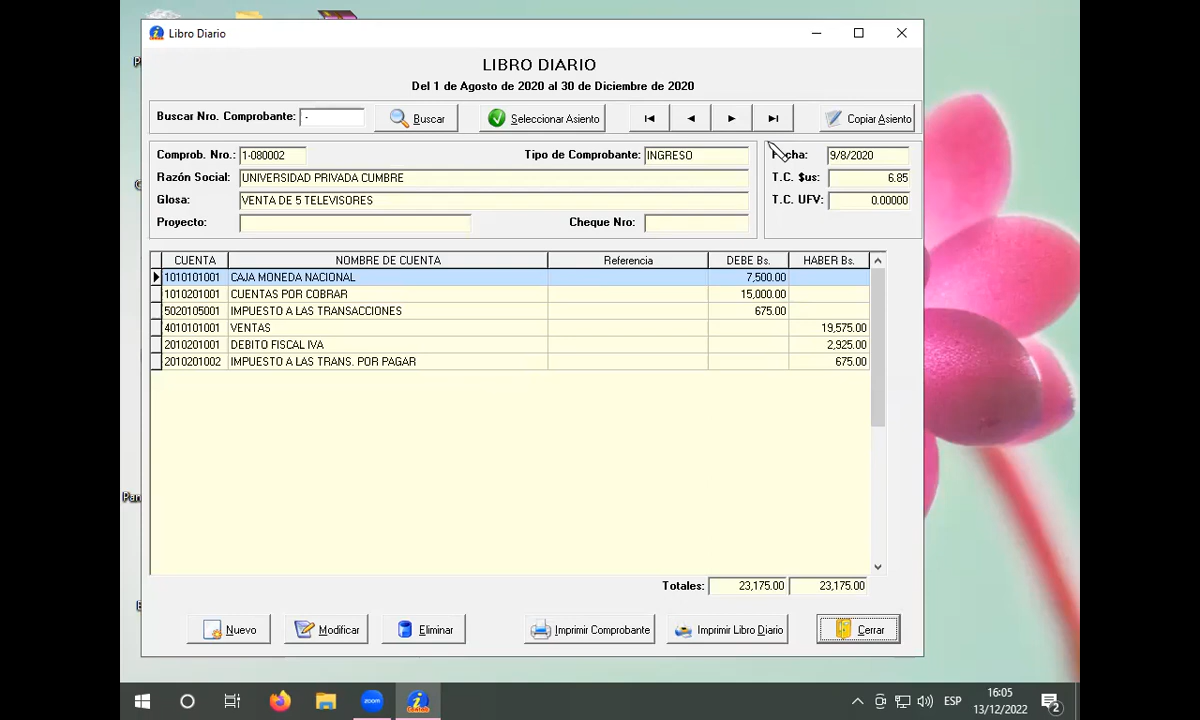 Libro Diario
LIBRO DIARIO
Del 1 de Agosto de 2020 al 30 de Diciembre de 2020
Buscar Nro. Comprobante: - Buscar Seleccionar Asiento Copiar Asiento
Comprob. Nro.: 1-080002 Tipo de Comprobante: INGRESO 9/8/2020
Razón Social: UNIVERSIDAD PRIVADA CUMBRE T.C. $us: 6.85
Glosa: VENTA DE 5 TELEVISORES T.C. UFV: 0.00000
Proyecto: Cheque Nro:
CUENTA NOMBRE DE CUENTA Referencia DEBE Bs. HABER Bs.
1010101001 CAJA MONEDA NACIONAL 7,500.00
1010201001 CUENTAS POR COBRAR 15,000.00
5020105001 IMPUESTO A LAS TRANSACCIONES 675.00
4010101001 VENTAS 19,575.00
2010201001 DEBITO FISCAL IVA 2,925.00
2010201002 IMPUESTO A LAS TRANS. POR PAGAR 675.00
Totales: 23,175.00 23,175.00
Nuevo Modificar Eliminar Imprimir Comprobante Imprimir Libro Diario Cerrar
zoom ESP 16:05
13/12/2022 2